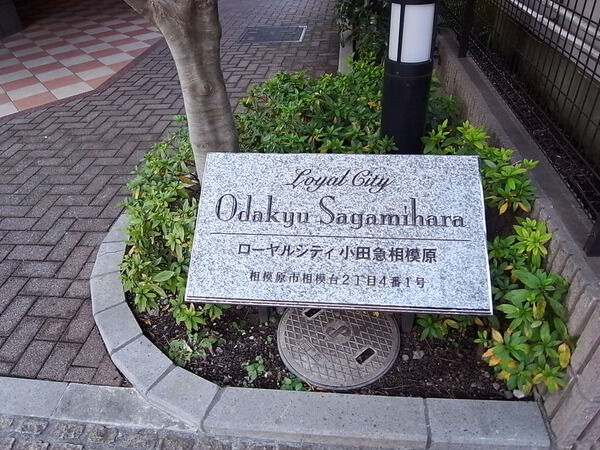 Loyal City
Odakyu Sagamihara
ローヤルシティ小田急相模原
相模原市相模台2丁目4番1号